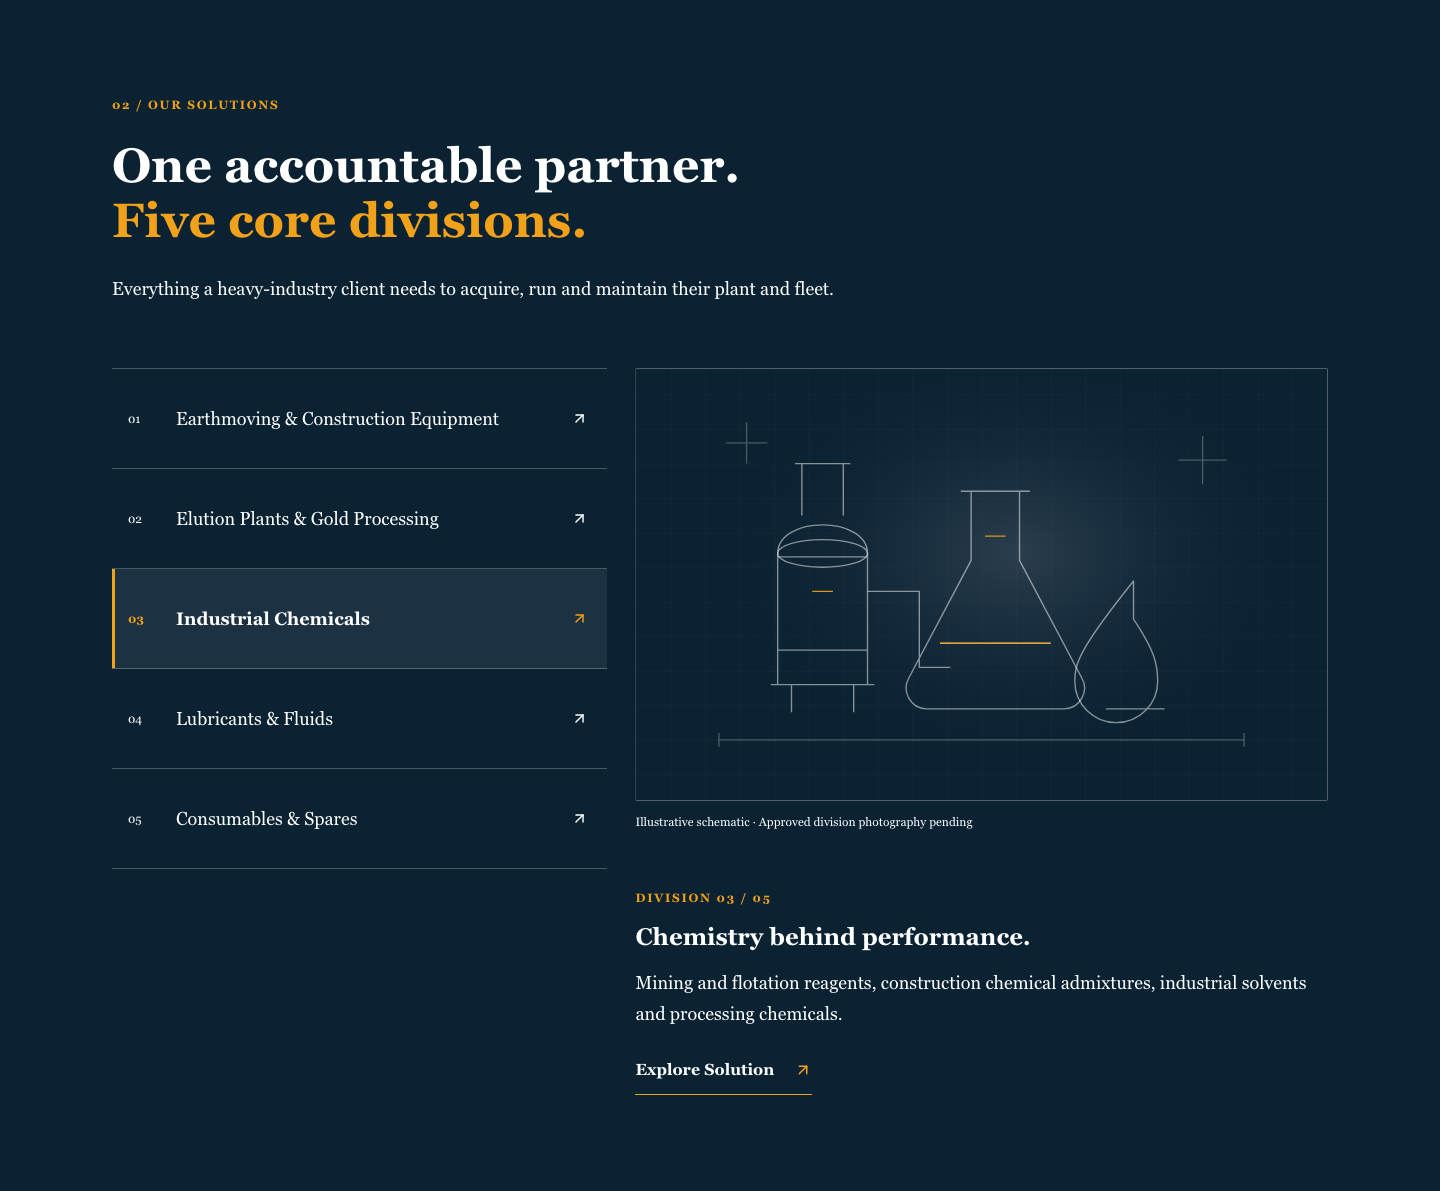 02 / OUR SOLUTIONS
One accountable partner.
Five core divisions.
Everything a heavy-industry client needs to acquire, run and maintain their plant and fleet.
01 Earthmoving & Construction Equipment
02 Elution Plants & Gold Processing
03 Industrial Chemicals
04 Lubricants & Fluids
05 Consumables & Spares
Illustrative schematic · Approved division photography pending
DIVISION 03 / 05
Chemistry behind performance.
Mining and flotation reagents, construction chemical admixtures, industrial solvents
and processing chemicals.
Explore Solution